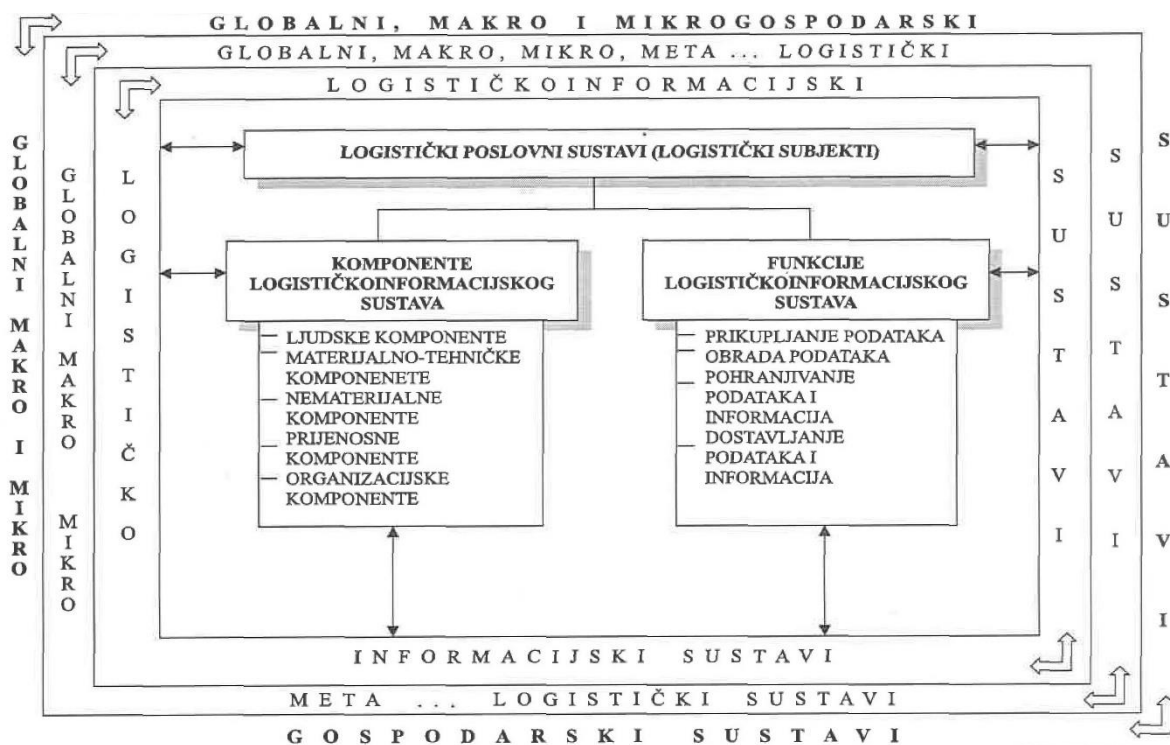 GLOBALNI, MAKRO I MIKROGOSPODARSKI
GLOBALNI, MAKRO, MIKRO, META ... LOGISTIČKI
LOGISTIČKOINFORMACIJSKI
GLOBALNI MAKRO I MIKRO
GLOBALNI MAKRO MIKRO
LOGISTIČKO
LOGISTIČKI POSLOVNI SUSTAVI (LOGISTIČKI SUBJEKTI)
KOMPONENTE
LOGISTIČKOINFORMACIJSKOG
SUSTAVA
LJUDSKE KOMPONENTE
MATERIJALNO-TEHNIČKE
KOMPONENETE
NEMATERIJALNE
KOMPONENTE
PRIJENOSNE
KOMPONENTE
ORGANIZACIJSKE
KOMPONENTE
FUNKCIJE
LOGISTIČKOINFORMACIJSKOG
SUSTAVA
PRIKUPLJANJE PODATAKA
OBRADA PODATAKA
POHRANJIVANJE
PODATAKA I
INFORMACIJA
DOSTAVLJANJE
PODATAKA I
INFORMACIJA
SUSTAVI
SUSTAVI
SUSTAVI
INFORMACIJSKI SUSTAVI
META ... LOGISTIČKI SUSTAVI
GOSPODARSKI SUSTAVI